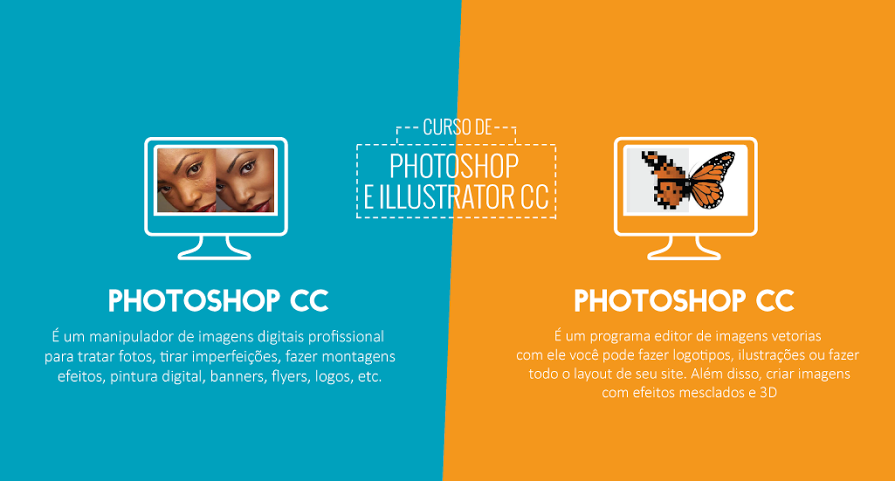 CURSO DE
PHOTOSHOP
E ILLUSTRATOR CC
PHOTOSHOP CC
É um manipulador de imagens digitais profissional
para tratar fotos, tirar imperfeições, fazer montagens
efeitos, pintura digital, banners, flyers, logos, etc.
PHOTOSHOP CC
É um programa editor de imagens vetorias
com ele você pode fazer logotipos, ilustrações ou fazer
todo o layout de seu site. Além disso, criar imagens
com efeitos mesclados e 3D